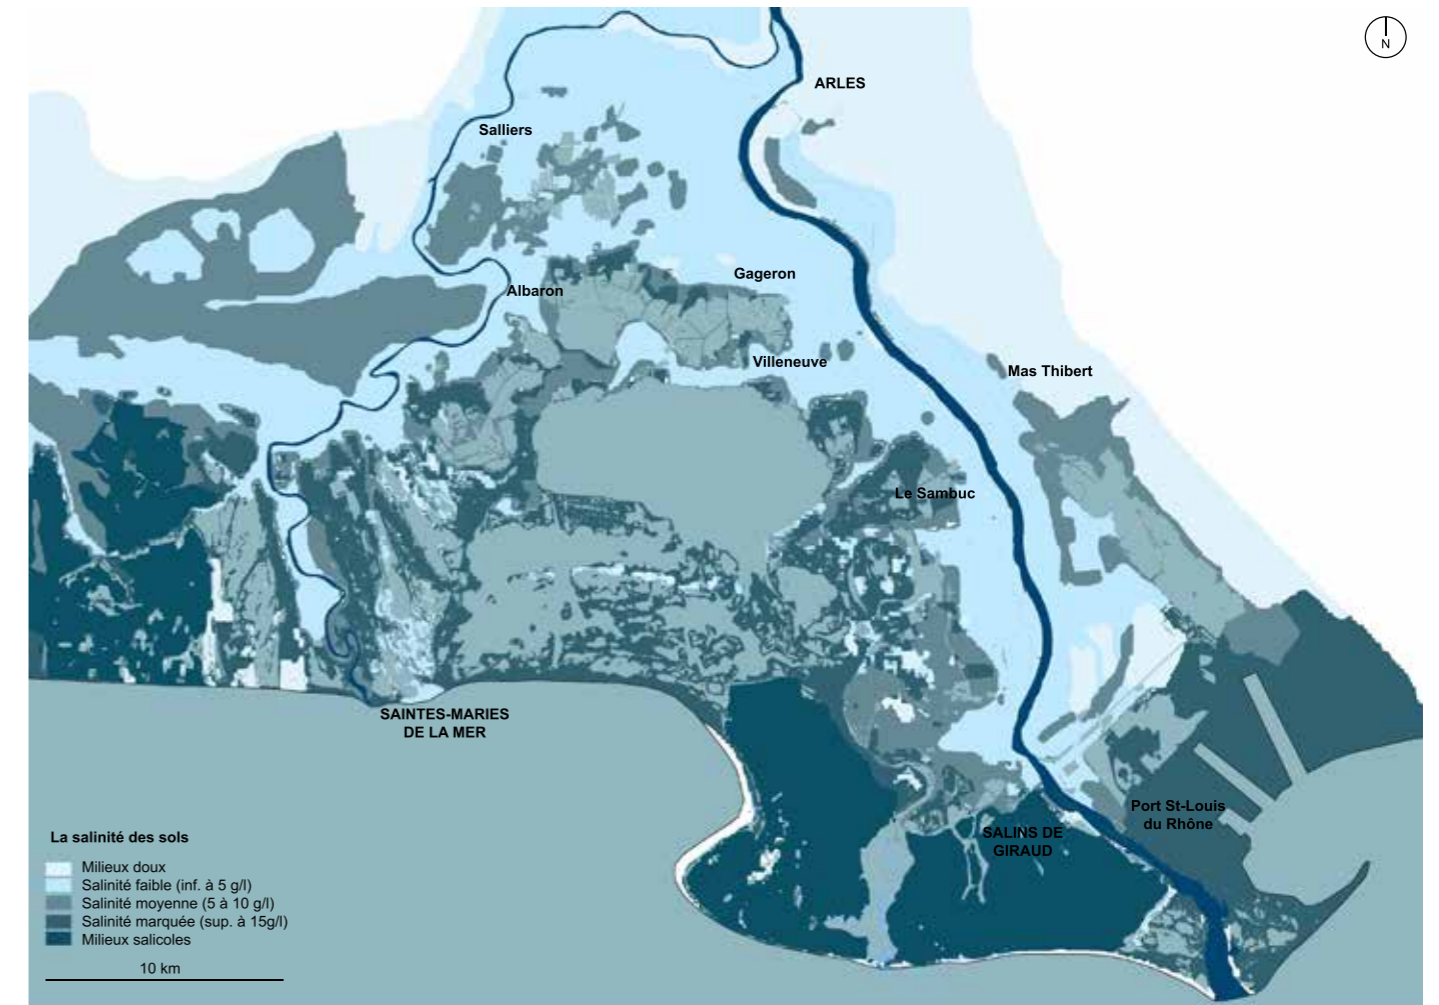 N
ARLES
Salliers
Gageron
Albaron
Villeneuve
Mas Thibert
Le Sambuc
SAINTES-MARIES
DE LA MER
Port St-Louis
du Rhône
SALINS DE
GIRAUD
La salinité des sols
Milieux doux
Salinité faible (inf. à 5 g/l)
Salinité moyenne (5 à 10 g/l)
Salinité marquée (sup. à 15g/l)
Milieux salicoles
10 km